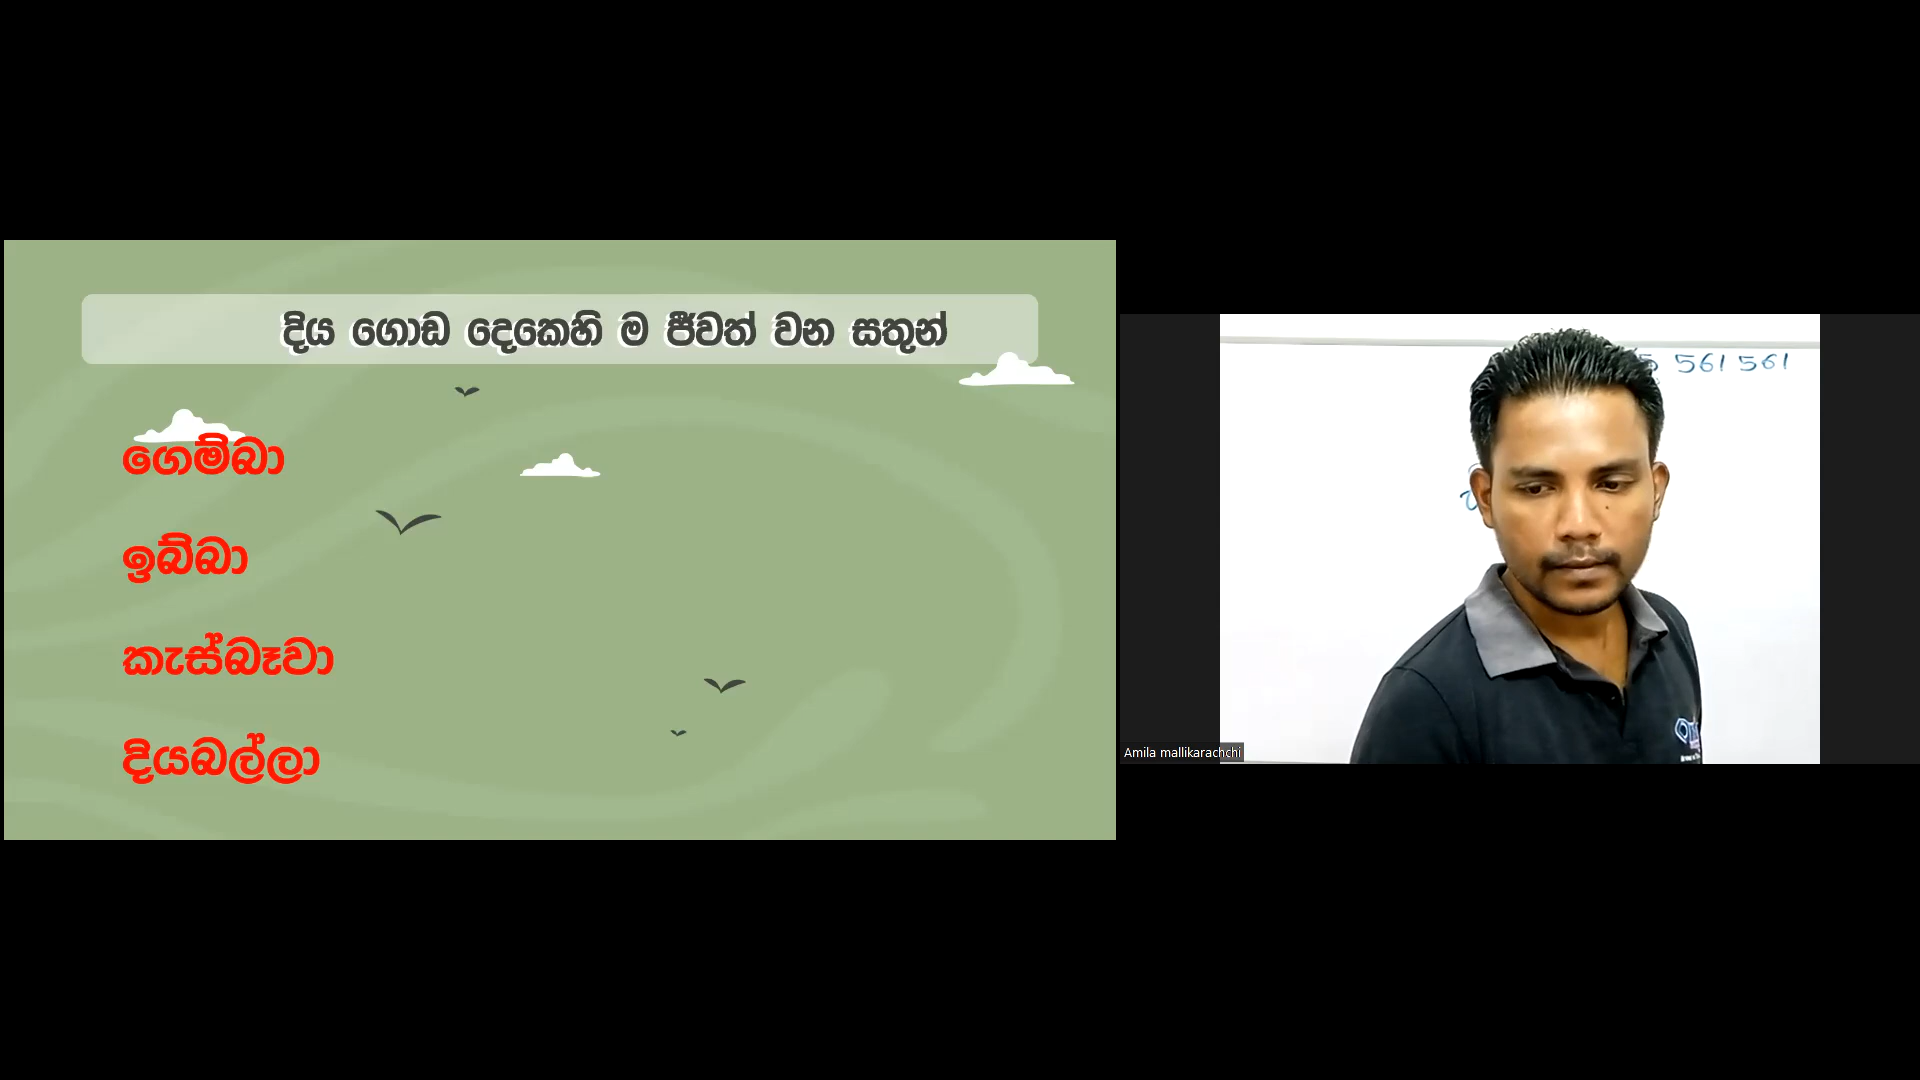 දිය ගොඩ දෙකෙහි ම ජීවත් වන සතුන්
ගෙම්බා
ඉබ්බා
කැස්බෑවා
දියබල්ලා
561 561
Amila mallikarachchi